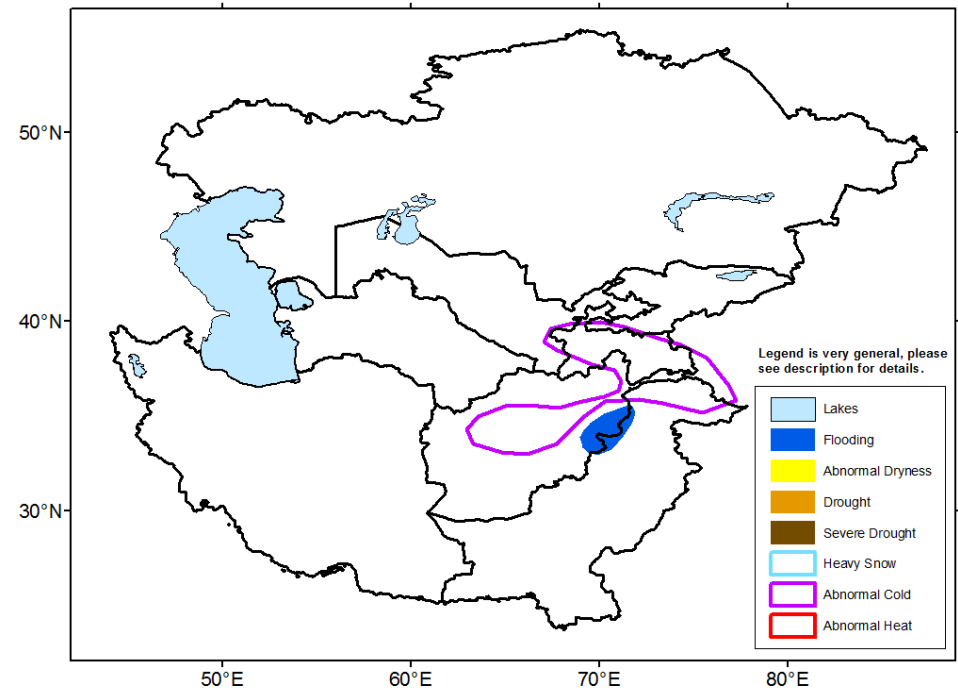 50°N
40°N
30°N
50°E
60°E
70°E
80°E
Legend is very general, please
see description for details.
Lakes
Flooding
Abnormal Dryness
Drought
Severe Drought
Heavy Snow
Abnormal Cold
Abnormal Heat